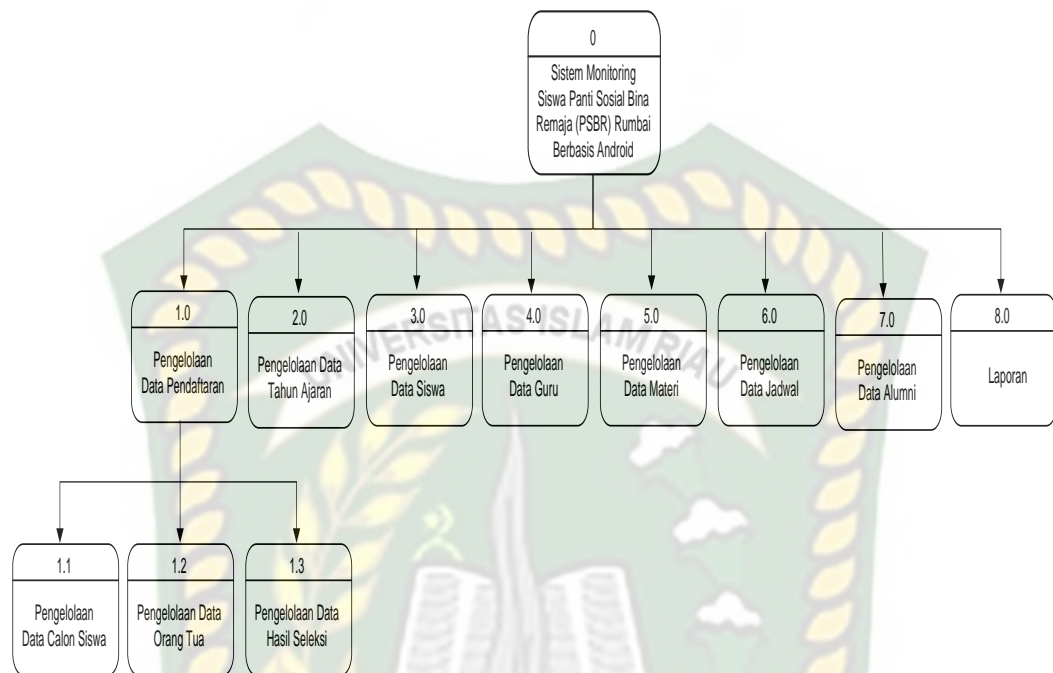 0
Sistem Monitoring
Siswa Panti Sosial Bina
Remaja (PSBR) Rumbai
Berbasis Android
1.0
Pengelolaan
Data Pendaftaran
2.0
Pengelolaan Data
Tahun Ajaran
3.0
Pengelolaan
Data Siswa
4.0
Pengelolaan
Data Guru
5.0
Pengelolaan
Data Materi
6.0
Pengelolaan
Data Jadwal
7.0
Pengelolaan
Data Alumni
8.0
Laporan
UNIVERSITAS ISLAM RIAU
1.1
Pengelolaan
Data Calon Siswa
1.2
Pengelolaan Data
Orang Tua
1.3
Pengelolaan Data
Hasil Seleksi